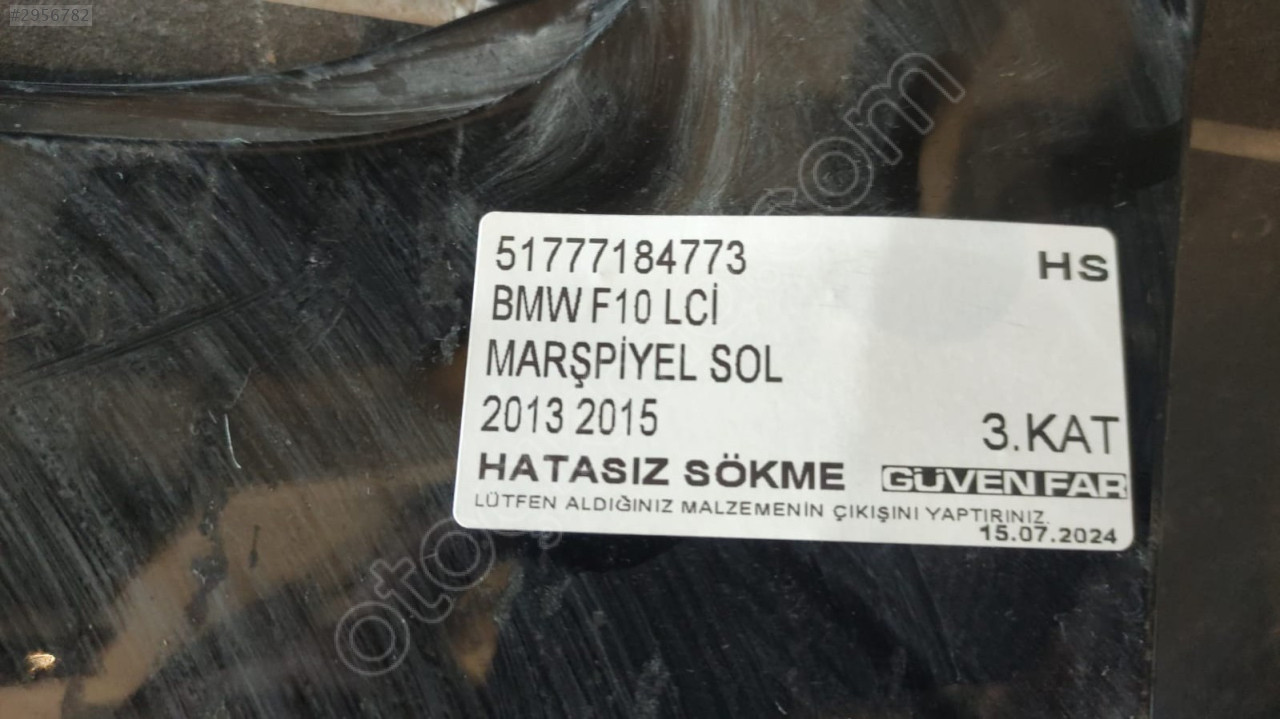 #2956782
51777184773
HS
BMW F10 LCİ
MARŞPİYEL SOL
2013 2015
3.KAT
HATASIZ SÖKME
GÜVEN FAR
LÜTFEN ALDIĞINIZ MALZEMENİN ÇIKIŞINI YAPTIRINIZ.
15.07.2024